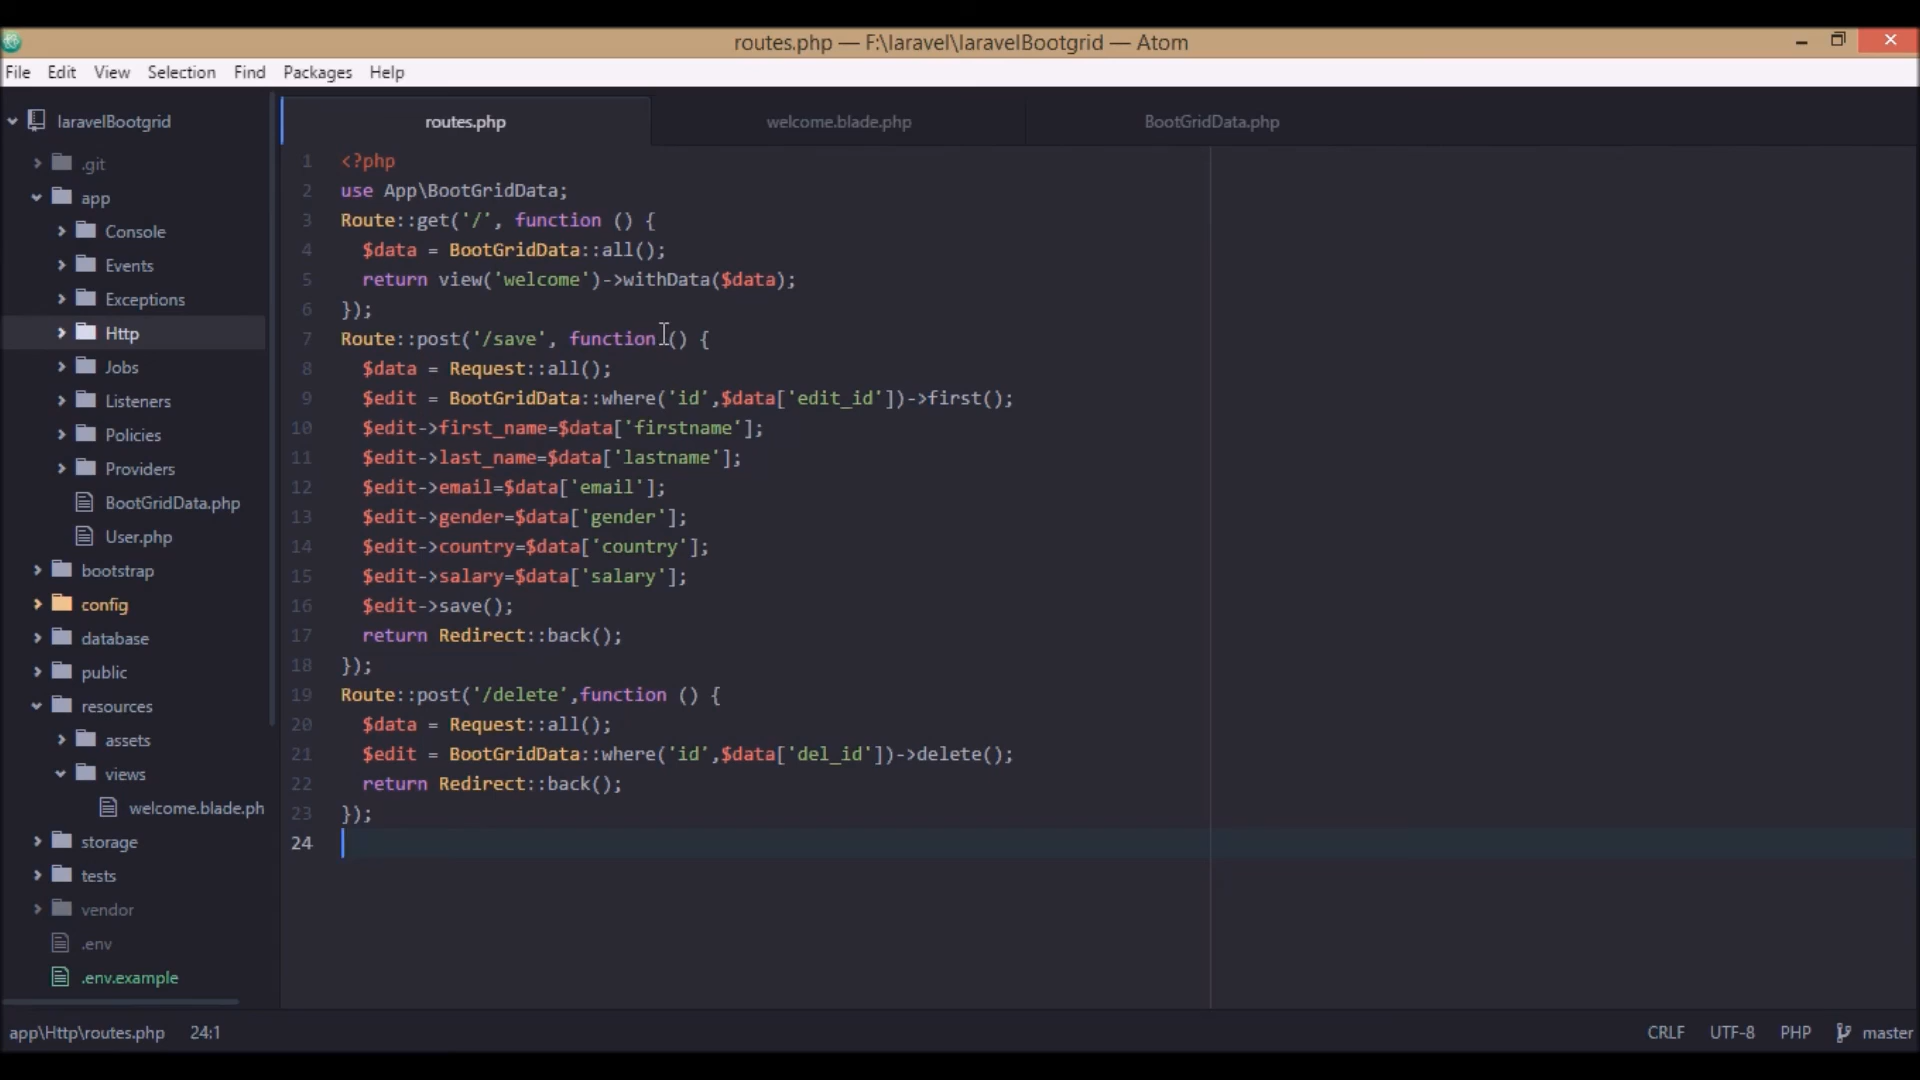 routes.php — F:\laravel\laravelBootgrid — Atom
File Edit View Selection Find Packages Help
laravelBootgrid
.git
app
Console
Events
Exceptions
Http
Jobs
Listeners
Policies
Providers
BootGridData.php
User.php
bootstrap
config
database
public
resources
assets
views
welcome.blade.ph
storage
tests
vendor
.env
.env.example
routes.php welcome.blade.php BootGridData.php
1 <?php
2 use App\BootGridData;
3 Route::get('/', function () {
4   $data = BootGridData::all();
5   return view('welcome')->withData($data);
6 });
7 Route::post('/save', function () {
8   $data = Request::all();
9   $edit = BootGridData::where('id',$data['edit_id'])->first();
10   $edit->first_name=$data['firstname'];
11   $edit->last_name=$data['lastname'];
12   $edit->email=$data['email'];
13   $edit->gender=$data['gender'];
14   $edit->country=$data['country'];
15   $edit->salary=$data['salary'];
16   $edit->save();
17   return Redirect::back();
18 });
19 Route::post('/delete',function () {
20   $data = Request::all();
21   $edit = BootGridData::where('id',$data['del_id'])->delete();
22   return Redirect::back();
23 });
24
app\Http\routes.php 24:1 CRLF UTF-8 PHP master